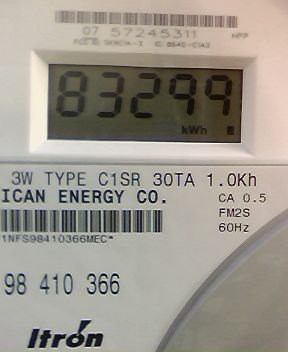 07 57245311 MPP
83299
kWh
3W TYPE C1SR 30TA 1.0Kh
ICAN ENERGY CO. CA 0.5
FM2S
60Hz
1NFS98410366MEC*
98 410 366
Itron